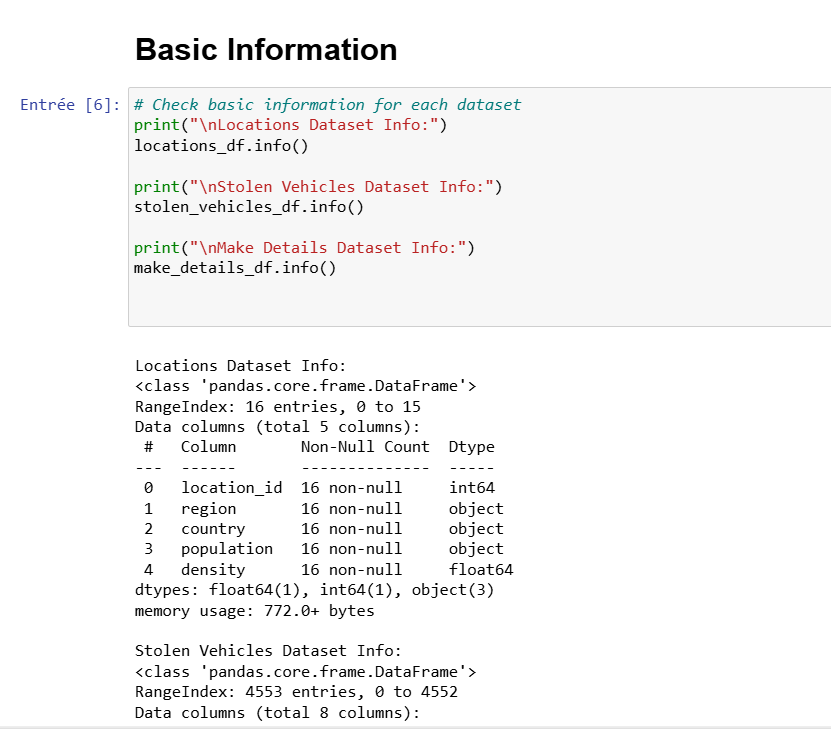 Basic Information
Entrée [6]: # Check basic information for each dataset
print("\nLocations Dataset Info:")
locations_df.info()
print("\nStolen Vehicles Dataset Info:")
stolen_vehicles_df.info()
print("\nMake Details Dataset Info:")
make_details_df.info()
Locations Dataset Info:
<class 'pandas.core.frame.DataFrame'>
RangeIndex: 16 entries, 0 to 15
Data columns (total 5 columns):
 #   Column       Non-Null Count  Dtype
---  ------       --------------  -----
 0   location_id  16 non-null     int64
 1   region       16 non-null     object
 2   country      16 non-null     object
 3   population   16 non-null     object
 4   density      16 non-null     float64
dtypes: float64(1), int64(1), object(3)
memory usage: 772.0+ bytes
Stolen Vehicles Dataset Info:
<class 'pandas.core.frame.DataFrame'>
RangeIndex: 4553 entries, 0 to 4552
Data columns (total 8 columns):